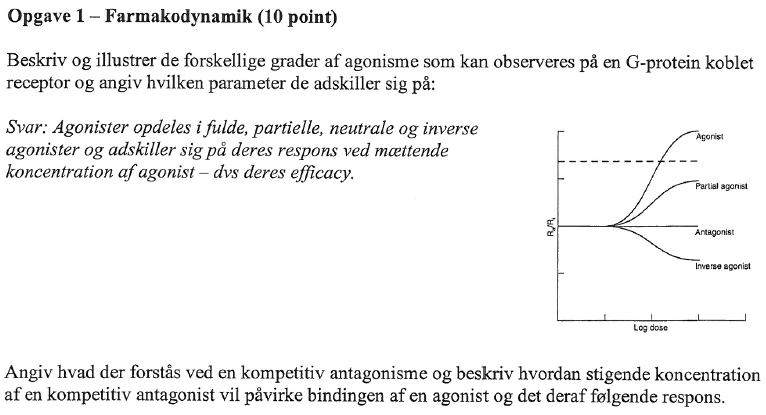 Opgave 1 – Farmakodynamik (10 point)
Beskriv og illustrer de forskellige grader af agonisme som kan observeres på en G-protein koblet
receptor og angiv hvilken parameter de adskiller sig på:
Svar: Agonister opdeles i fulde, partielle, neutrale og inverse
agonister og adskiller sig på deres respons ved mættende
koncentration af agonist – dvs deres efficacy.
Agonist
Partial agonist
Antagonist
Inverse agonist
Log dose
Angiv hvad der forstås ved en kompetitiv antagonisme og beskriv hvordan stigende koncentration
af en kompetitiv antagonist vil påvirke bindingen af en agonist og det deraf følgende respons.